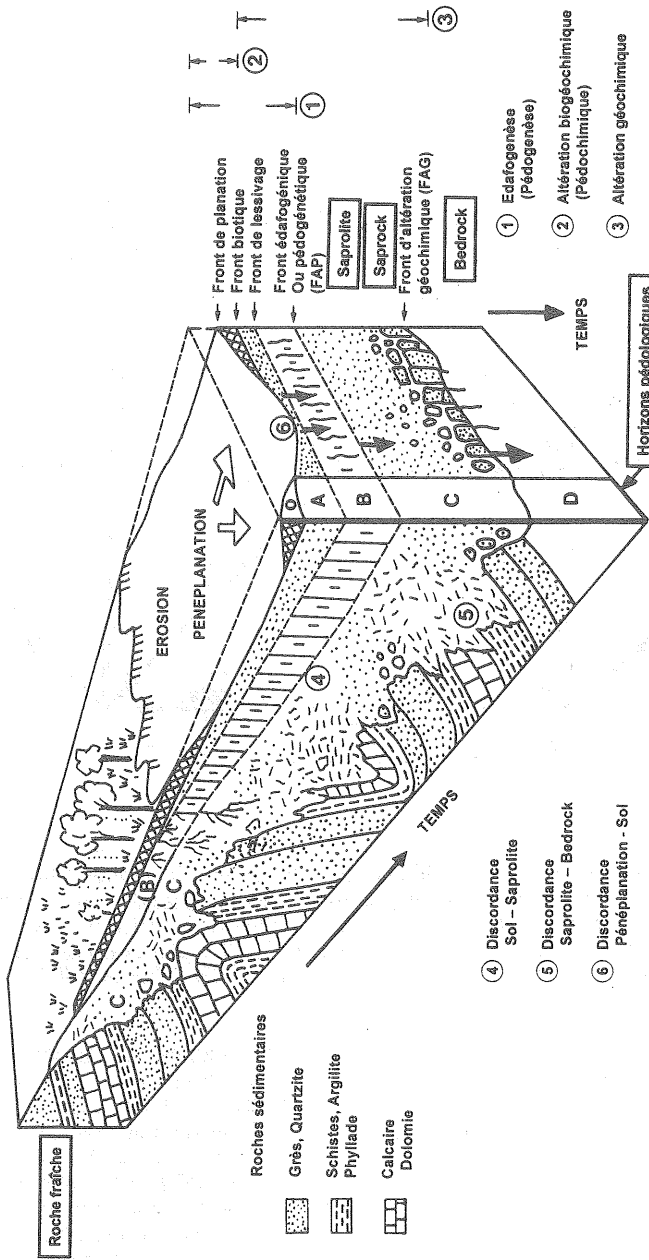 Roche fraîche
Roches sédimentaires
Grès, Quartzite
Schistes, Argilite
Phyllade
Calcaire
Dolomie
EROSION
PENEPLANATION
(B)
C
C
TEMPS
O
A
B
C
D
4
5
6
4 Discordance
Sol – Saprolite
5 Discordance
Saprolite – Bedrock
6 Discordance
Pénéplanation - Sol
Front de planation
Front biotique
Front de lessivage
Front édafogénique
Ou pédogénétique
(FAP)
Saprolite
Saprock
Front d'altération
géochimique (FAG)
Bedrock
1
2
3
TEMPS
Horizons pédologiques
1 Edafogenèse
(Pédogenèse)
2 Altération biogéochimique
(Pédochimique)
3 Altération géochimique